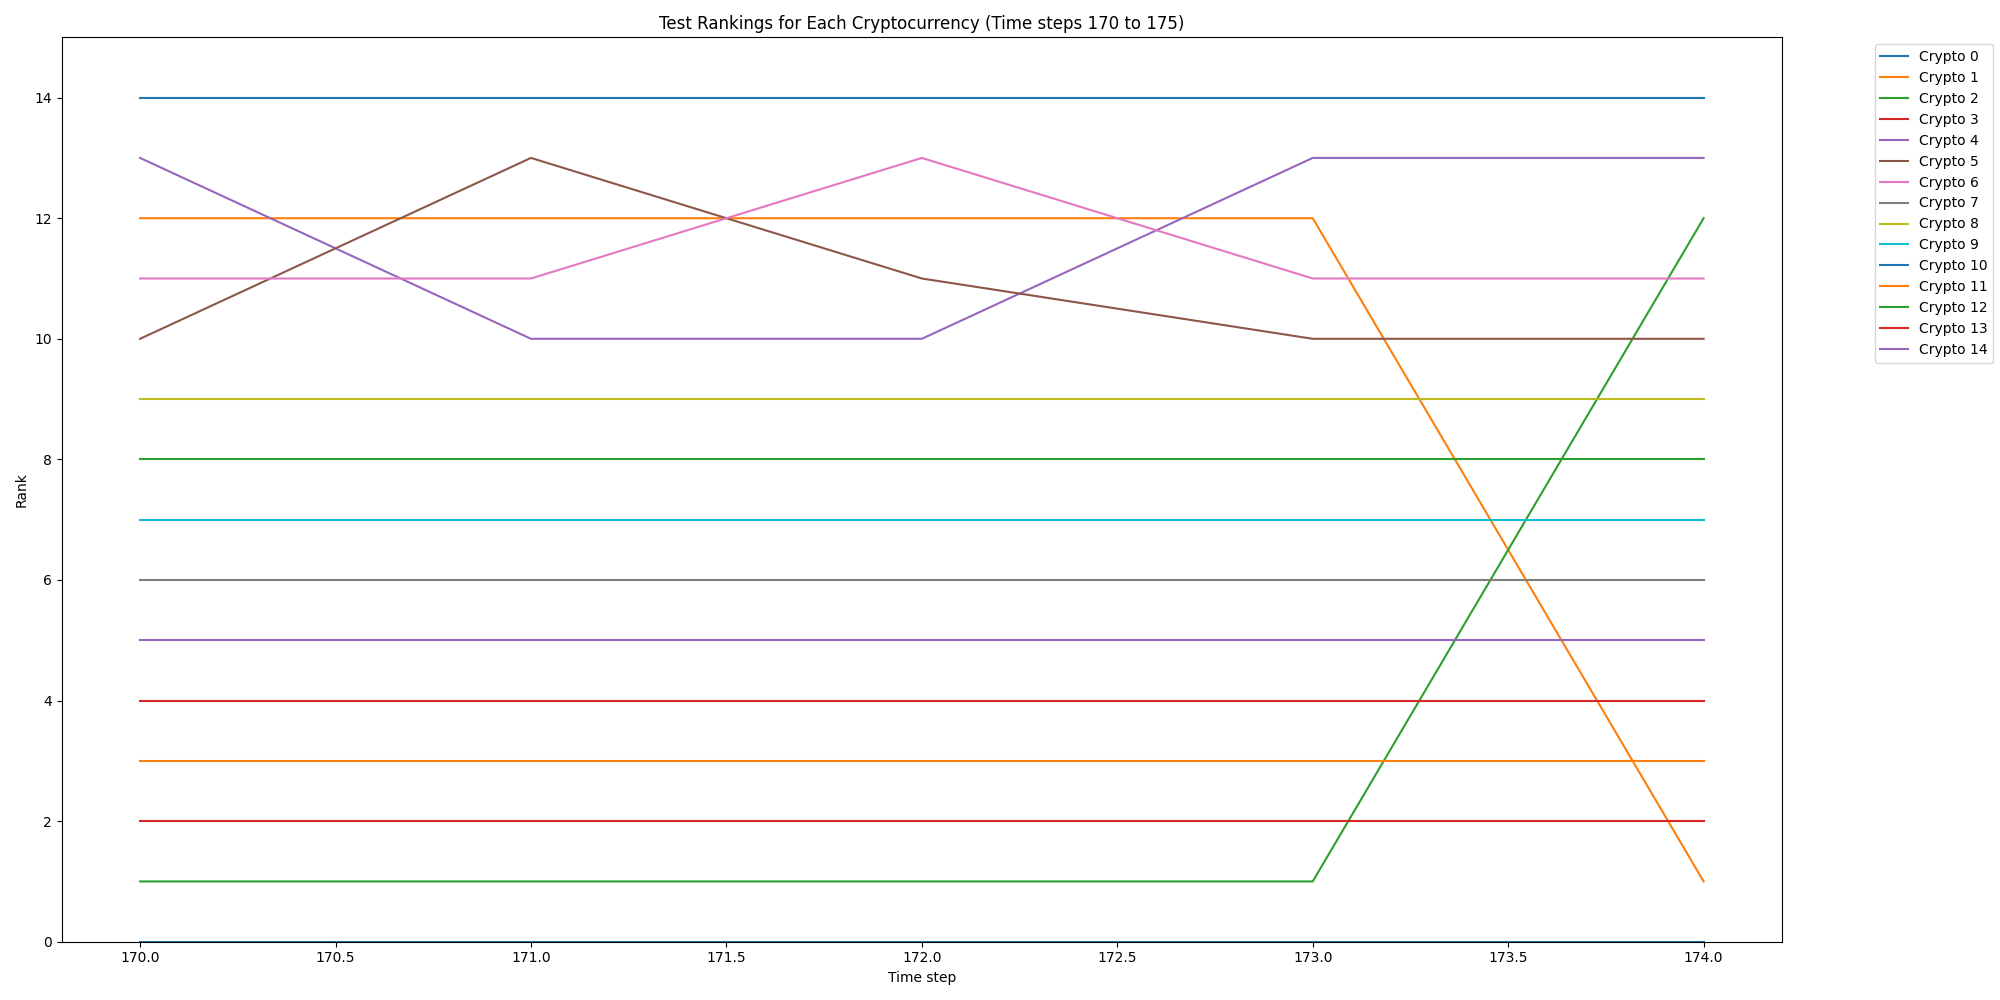 Test Rankings for Each Cryptocurrency (Time steps 170 to 175)
14
12
10
8
6
4
2
0
Rank
170.0 170.5 171.0 171.5 172.0 172.5 173.0 173.5 174.0
Time step
Crypto 0
Crypto 1
Crypto 2
Crypto 3
Crypto 4
Crypto 5
Crypto 6
Crypto 7
Crypto 8
Crypto 9
Crypto 10
Crypto 11
Crypto 12
Crypto 13
Crypto 14